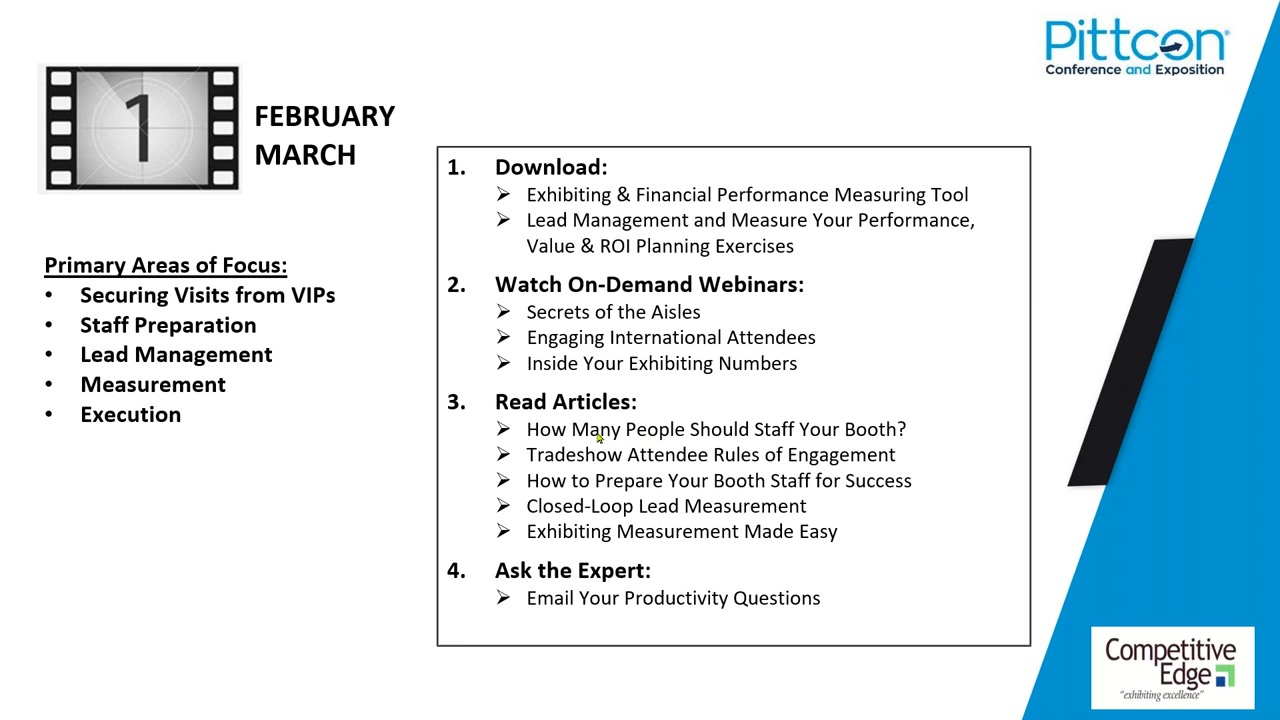 Pittcon®
Conference and Exposition
1
FEBRUARY
MARCH
Primary Areas of Focus:
• Securing Visits from VIPs
• Staff Preparation
• Lead Management
• Measurement
• Execution
1. Download:
➢ Exhibiting & Financial Performance Measuring Tool
➢ Lead Management and Measure Your Performance,
Value & ROI Planning Exercises
2. Watch On-Demand Webinars:
➢ Secrets of the Aisles
➢ Engaging International Attendees
➢ Inside Your Exhibiting Numbers
3. Read Articles:
➢ How Many People Should Staff Your Booth?
➢ Tradeshow Attendee Rules of Engagement
➢ How to Prepare Your Booth Staff for Success
➢ Closed-Loop Lead Measurement
➢ Exhibiting Measurement Made Easy
4. Ask the Expert:
➢ Email Your Productivity Questions
Competitive
Edge
"exhibiting excellence"